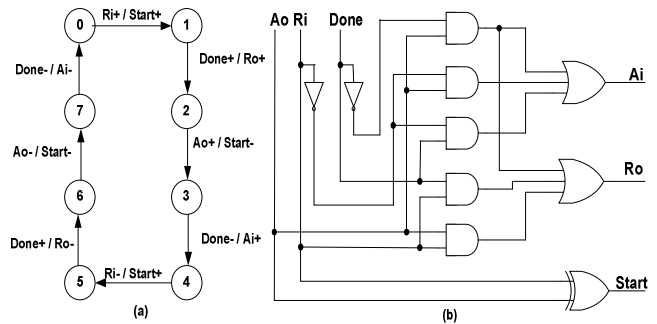 0
Ri+ / Start+
1
Done+ / Ro+
2
Ao+ / Start-
3
Done- / Ai+
4
Ri- / Start+
5
Done+ / Ro-
6
Ao- / Start-
7
Done- / Ai-
(a)
Ao Ri Done
Ai
Ro
Start
(b)